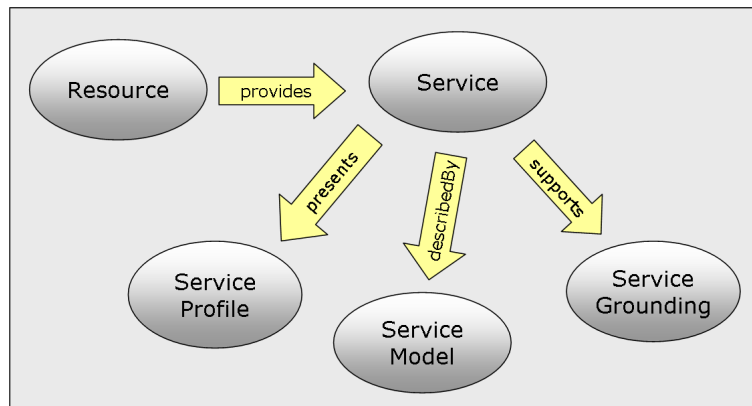 Resource
provides
Service
presents
describedBy
supports
Service
Profile
Service
Model
Service
Grounding